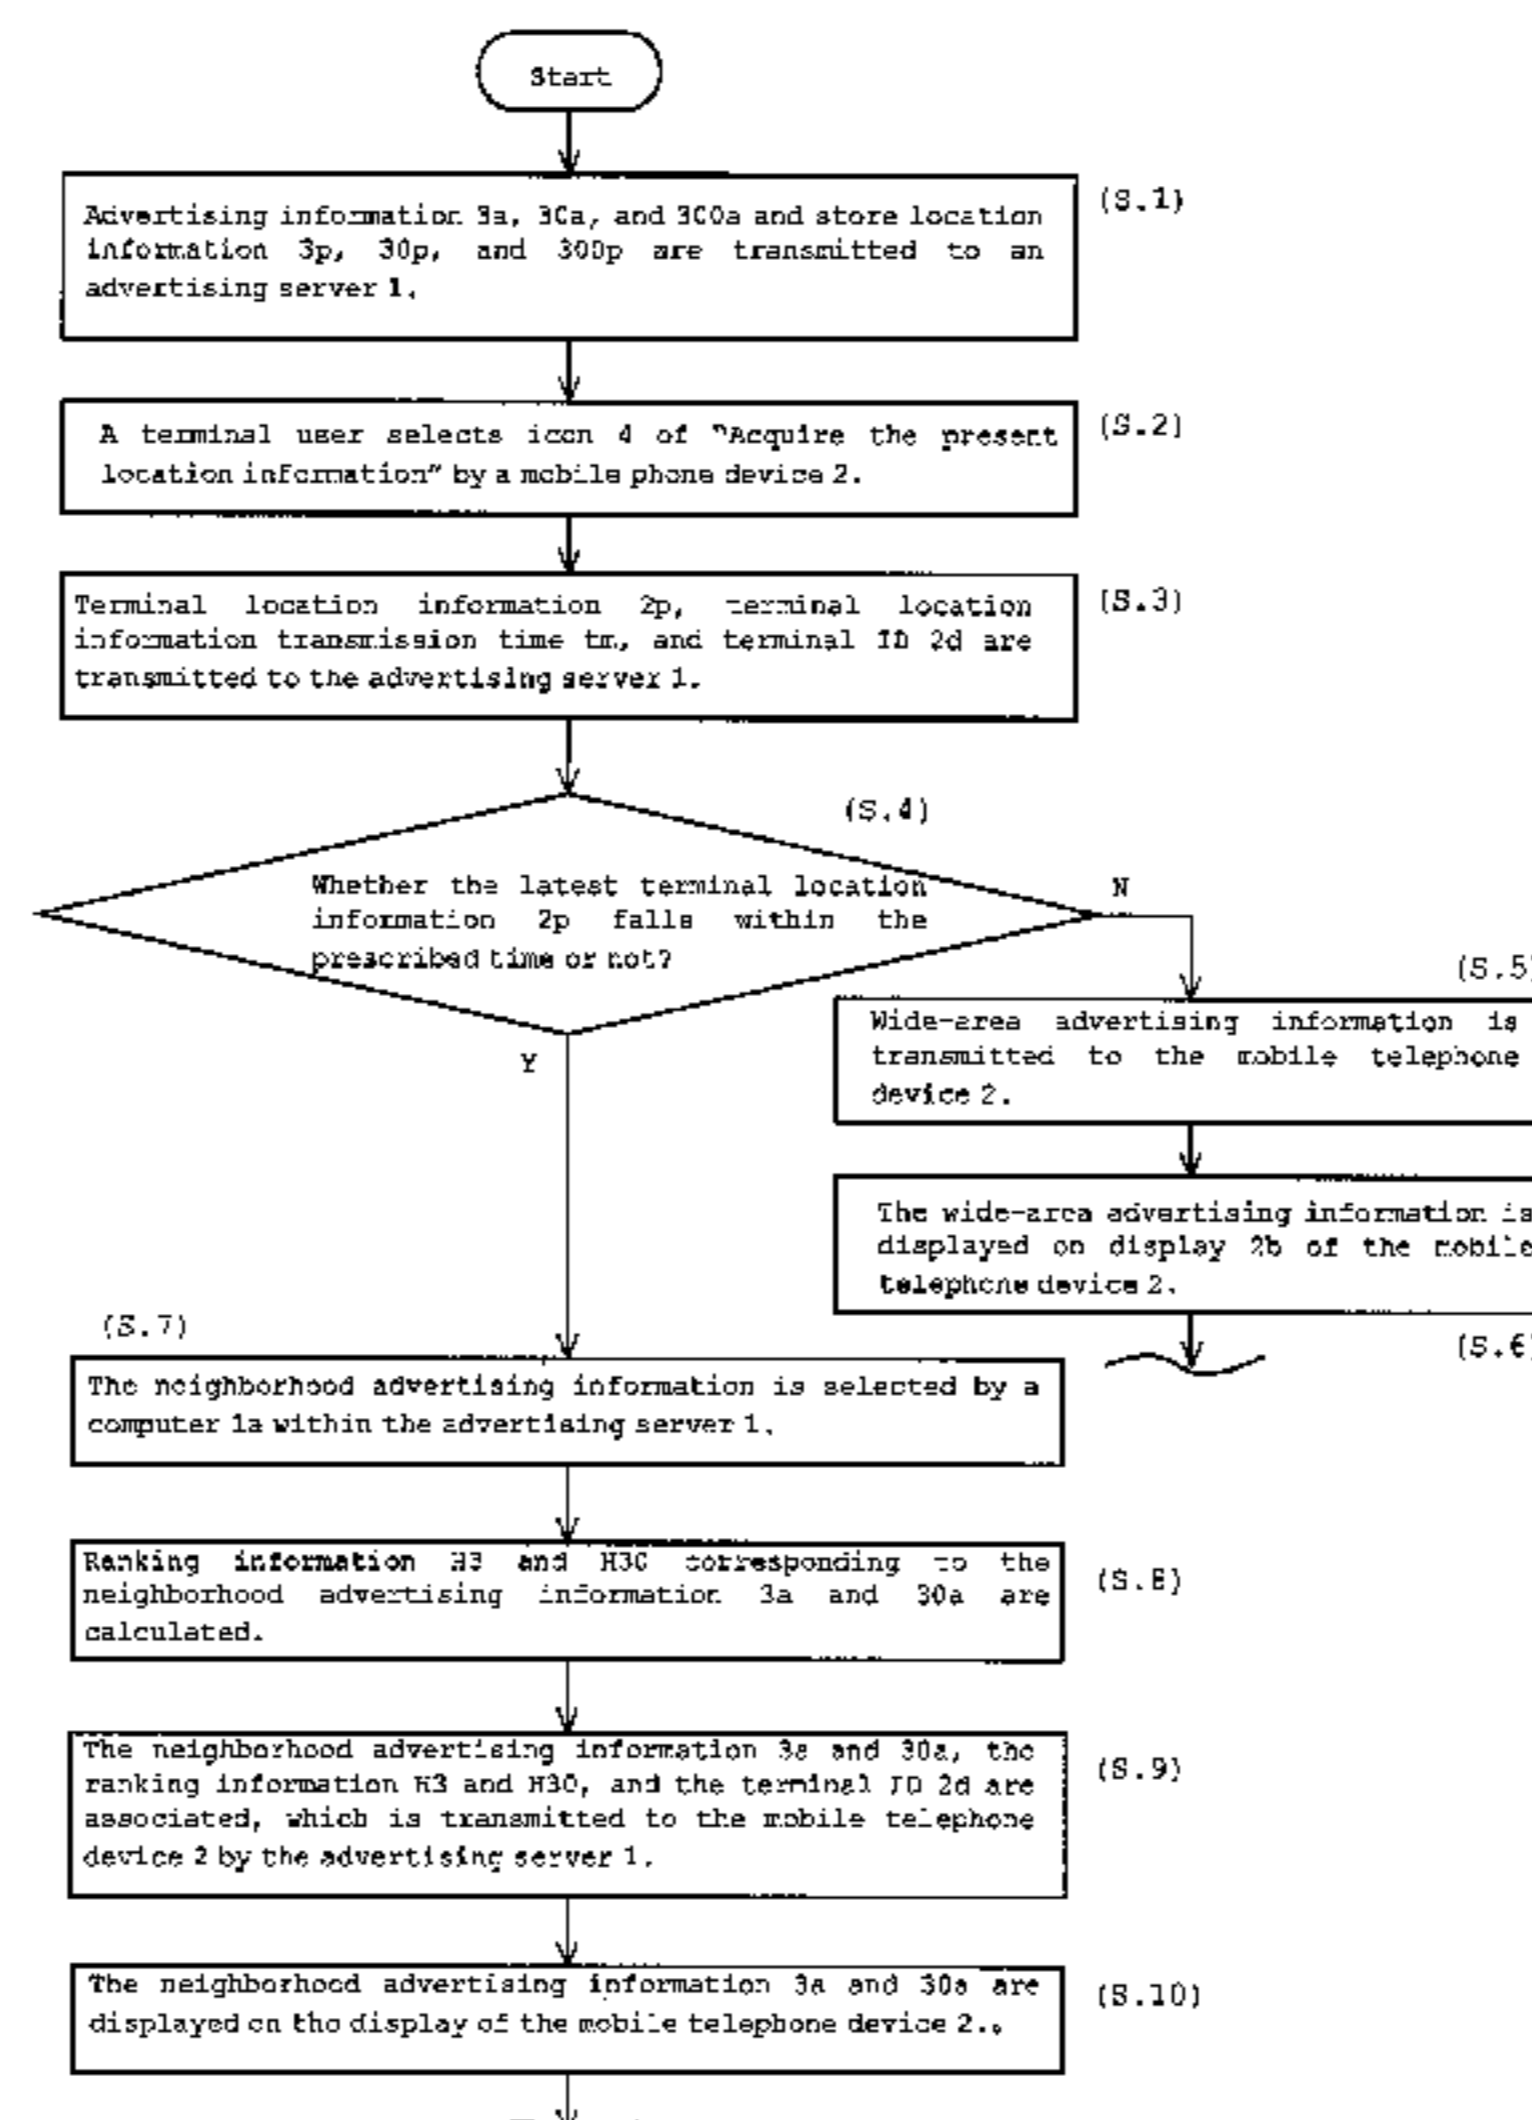 Start
(S.1)
Advertising information 3a, 30a, and 300a and store location
information 3p, 30p, and 300p are transmitted to an
advertising server 1.
(S.2)
A terminal user selects icon 4 of "Acquire the present
location information" by a mobile phone device 2.
(S.3)
Terminal location information 2p, terminal location
information transmission time tm, and terminal ID 2d are
transmitted to the advertising server 1.
(S.4)
Whether the latest terminal location
information 2p falls within the
prescribed time or not?
N
Y
(S.5)
Wide-area advertising information is
transmitted to the mobile telephone
device 2.
The wide-area advertising information is
displayed on display 2b of the mobile
telephone device 2.
(S.6)
(S.7)
The neighborhood advertising information is selected by a
computer 1a within the advertising server 1.
(S.8)
Ranking information H3 and H30 corresponding to the
neighborhood advertising information 3a and 30a are
calculated.
(S.9)
The neighborhood advertising information 3a and 30a, the
ranking information H3 and H30, and the terminal ID 2d are
associated, which is transmitted to the mobile telephone
device 2 by the advertising server 1.
(S.10)
The neighborhood advertising information 3a and 30a are
displayed on the display of the mobile telephone device 2..